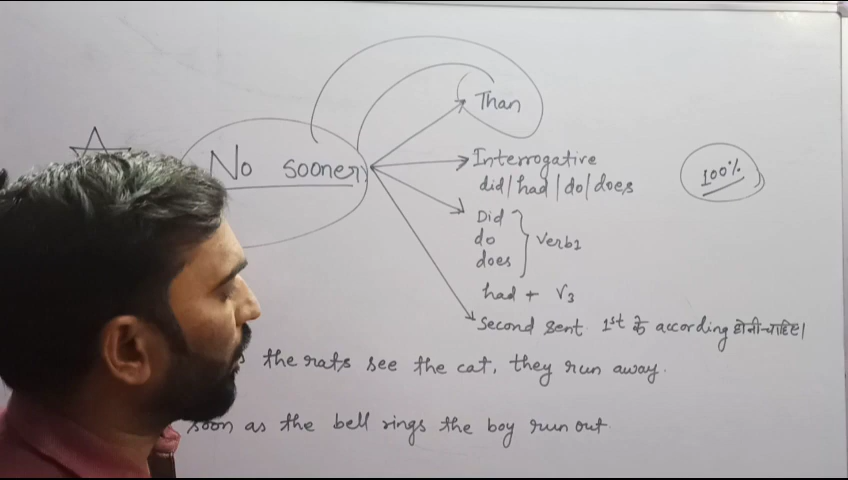 Than
No sooner
Interrogative
did/had/do/does
100%
Did
do
does
verb1
had + V3
Second sent. 1st के according होनी चाहिए।
the rats see the cat, they run away.
soon as the bell rings the boy run out.